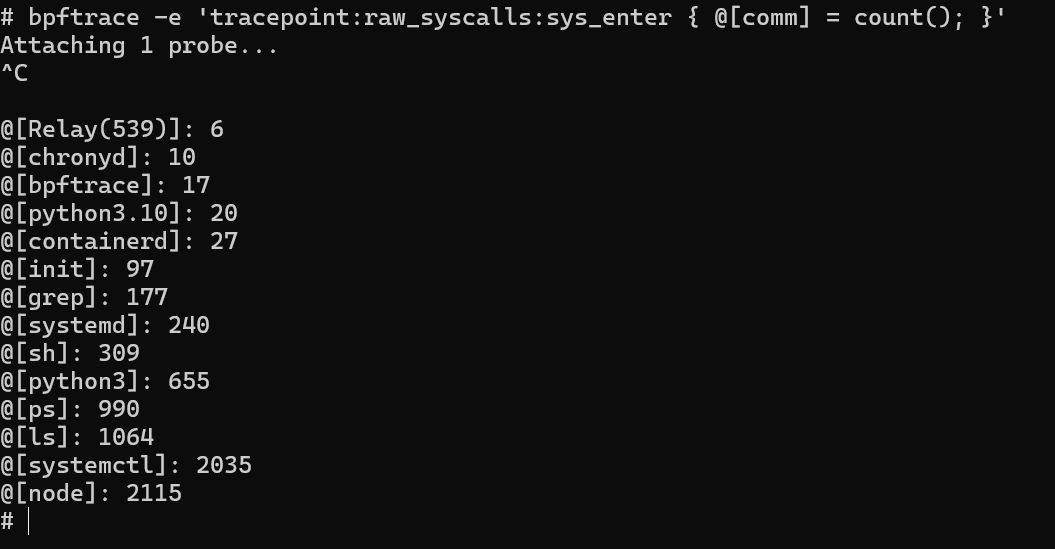 # bpftrace -e 'tracepoint:raw_syscalls:sys_enter { @[comm] = count(); }'
Attaching 1 probe...
^C
@[Relay(539)]: 6
@[chronyd]: 10
@[bpftrace]: 17
@[python3.10]: 20
@[containerd]: 27
@[init]: 97
@[grep]: 177
@[systemd]: 240
@[sh]: 309
@[python3]: 655
@[ps]: 990
@[ls]: 1064
@[systemctl]: 2035
@[node]: 2115
#